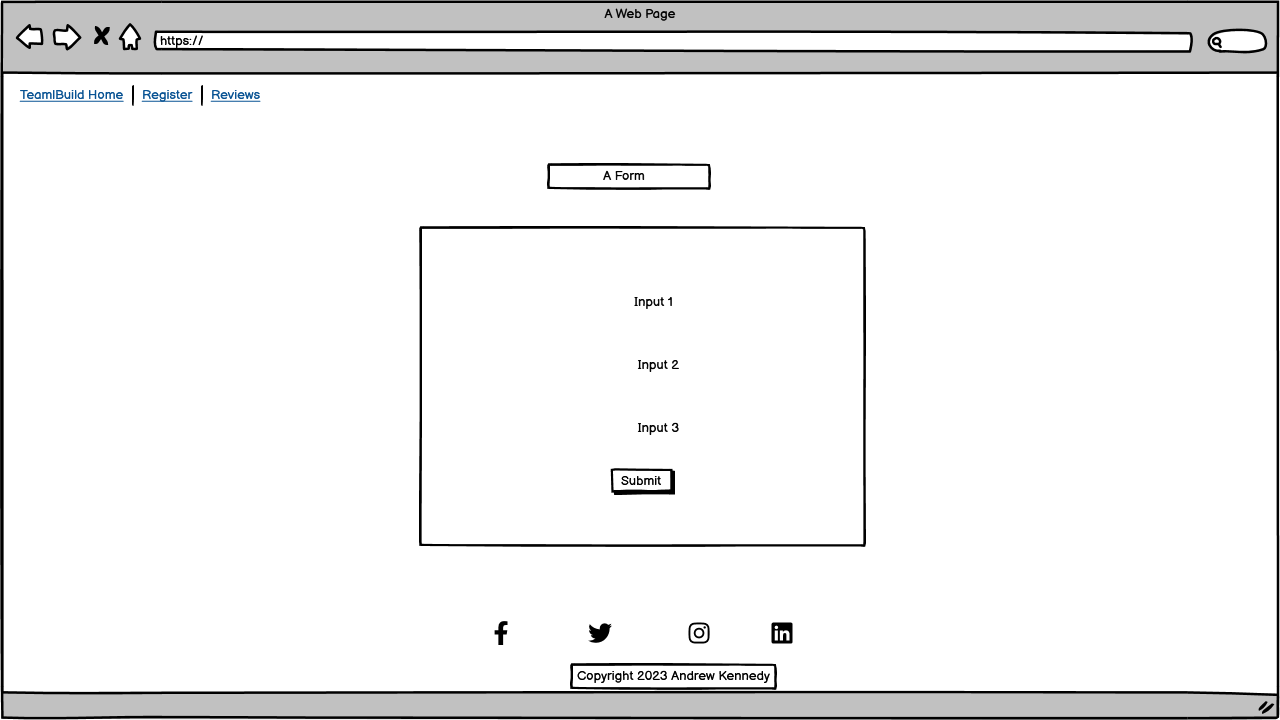 A Web Page
https://
TeamIBuild Home Register Reviews
A Form
Input 1
Input 2
Input 3
Submit
Copyright 2023 Andrew Kennedy